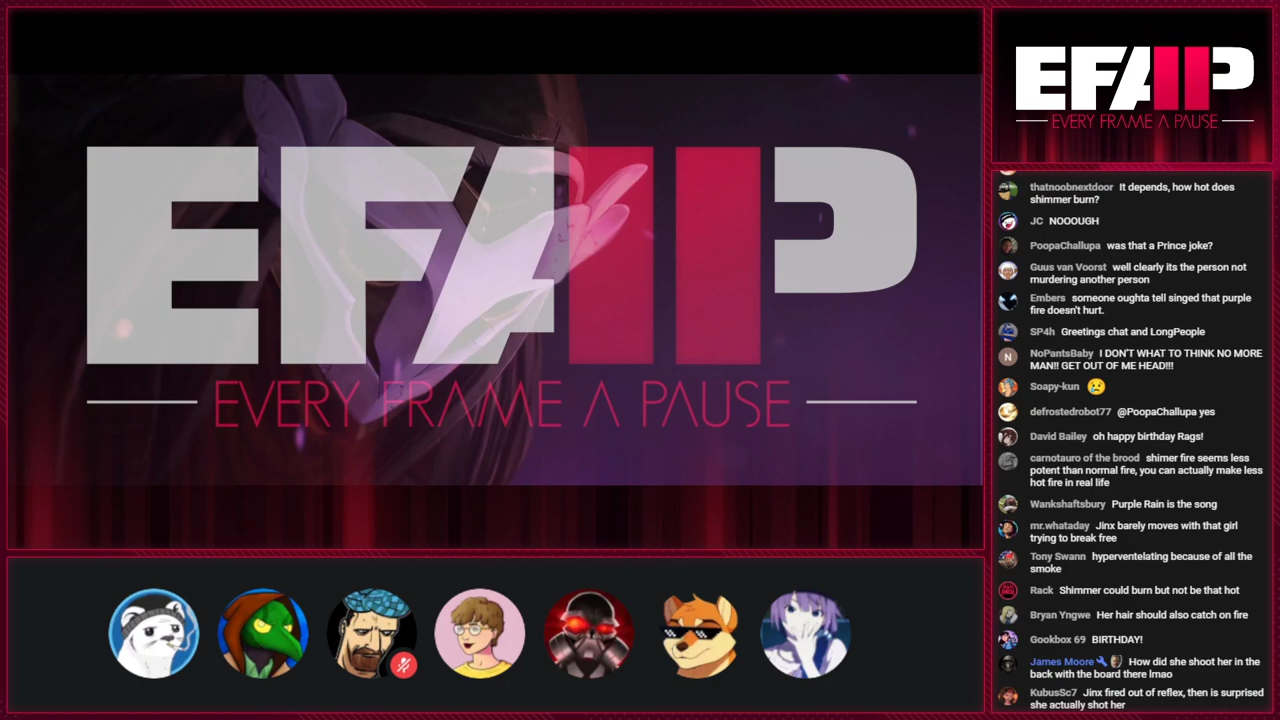 EFAP
EVERY FRAME A PAUSE
EFAP
EVERY FRAME A PAUSE
thatnoobnextdoor It depends, how hot does
shimmer burn?
JC NOOOUGH
PoopaChallupa was that a Prince joke?
Guus van Voorst well clearly its the person not
murdering another person
Embers someone oughta tell singed that purple
fire doesn't hurt.
SP4h Greetings chat and LongPeople
N NoPantsBaby I DON'T WHAT TO THINK NO MORE
MAN!! GET OUT OF ME HEAD!!!
Soapy-kun 😢
defrostedrobot77 @PoopaChallupa yes
David Bailey oh happy birthday Rags!
carnotauro of the brood shimer fire seems less
potent than normal fire, you can actually make less
hot fire in real life
Wankshaftsbury Purple Rain is the song
mr.whataday Jinx barely moves with that girl
trying to break free
Tony Swann hyperventelating because of all the
smoke
Rack Shimmer could burn but not be that hot
Bryan Yngwe Her hair should also catch on fire
Gookbox 69 BIRTHDAY!
James Moore How did she shoot her in the
back with the board there lmao
KubusSc7 Jinx fired out of reflex, then is surprised
she actually shot her